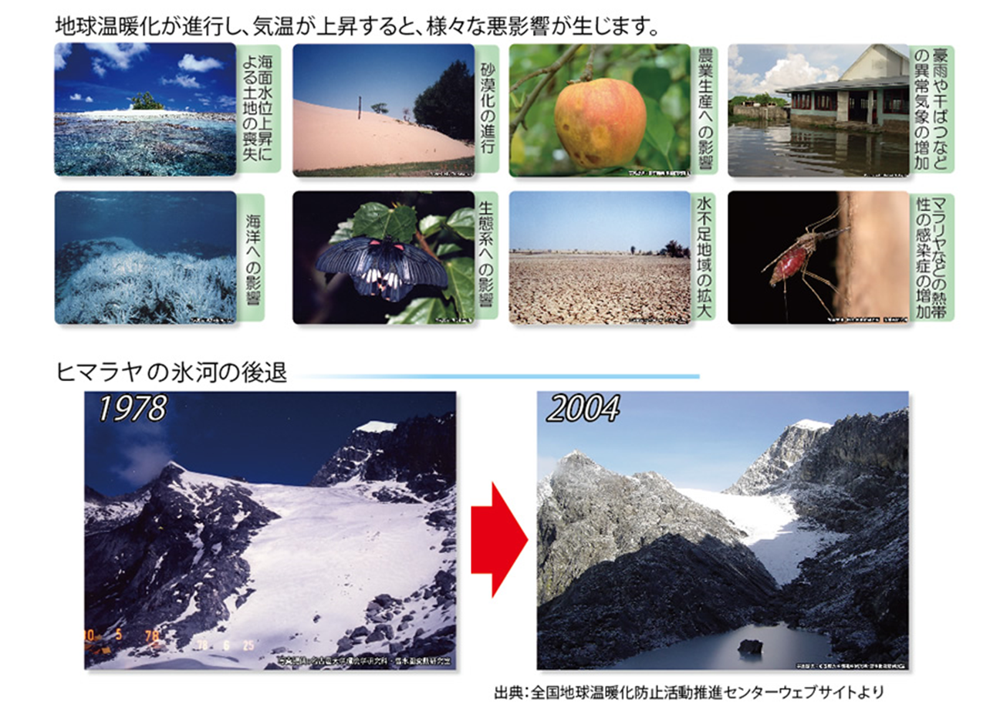 地球温暖化が進行し、気温が上昇すると、様々な悪影響が生じます。
海面水位上昇に
よる土地の喪失
砂漠化の進行
農業生産への影響
豪雨や干ばつなど
の異常気象の増加
海洋への影響
生態系への影響
水不足地域の拡大
マラリヤなどの熱帯
性の感染症の増加
ヒマラヤの氷河の後退
1978
2004
5 78
78 6 25
出典：全国地球温暖化防止活動推進センターウェブサイトより